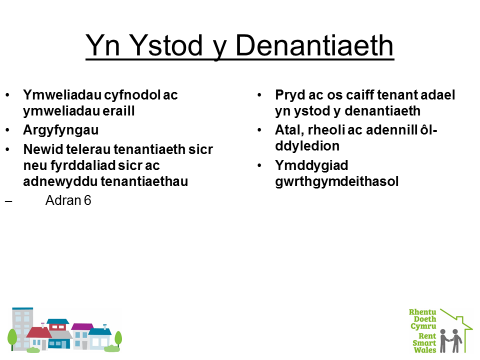 Yn Ystod y Denantiaeth
• Ymweliadau cyfnodol ac
ymweliadau eraill
• Argyfyngau
• Newid telerau tenantiaeth sicr
neu fyrddaliad sicr ac
adnewyddu tenantiaethau
– Adran 6
• Pryd ac os caiff tenant adael
yn ystod y denantiaeth
• Atal, rheoli ac adennill ôl-
ddyledion
• Ymddygiad
gwrthgymdeithasol
Rhentu
Doeth
Cymru
Rent
Smart
Wales